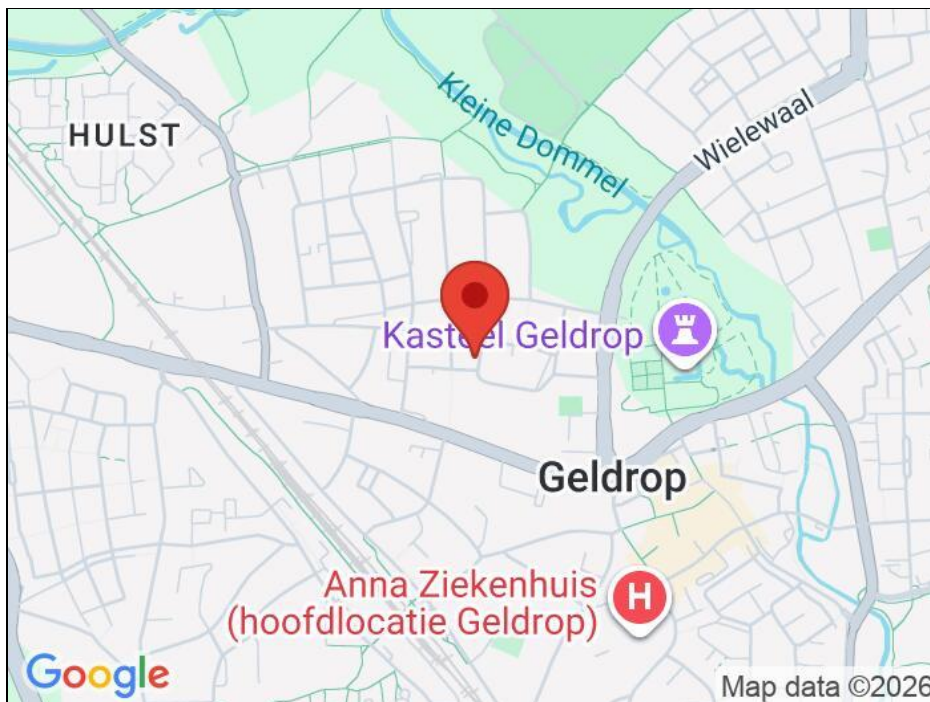 HULST
Kleine Dommel
Wielewaal
Kasteel Geldrop
Geldrop
Anna Ziekenhuis
(hoofdlocatie Geldrop)
H
Google
Map data ©2026